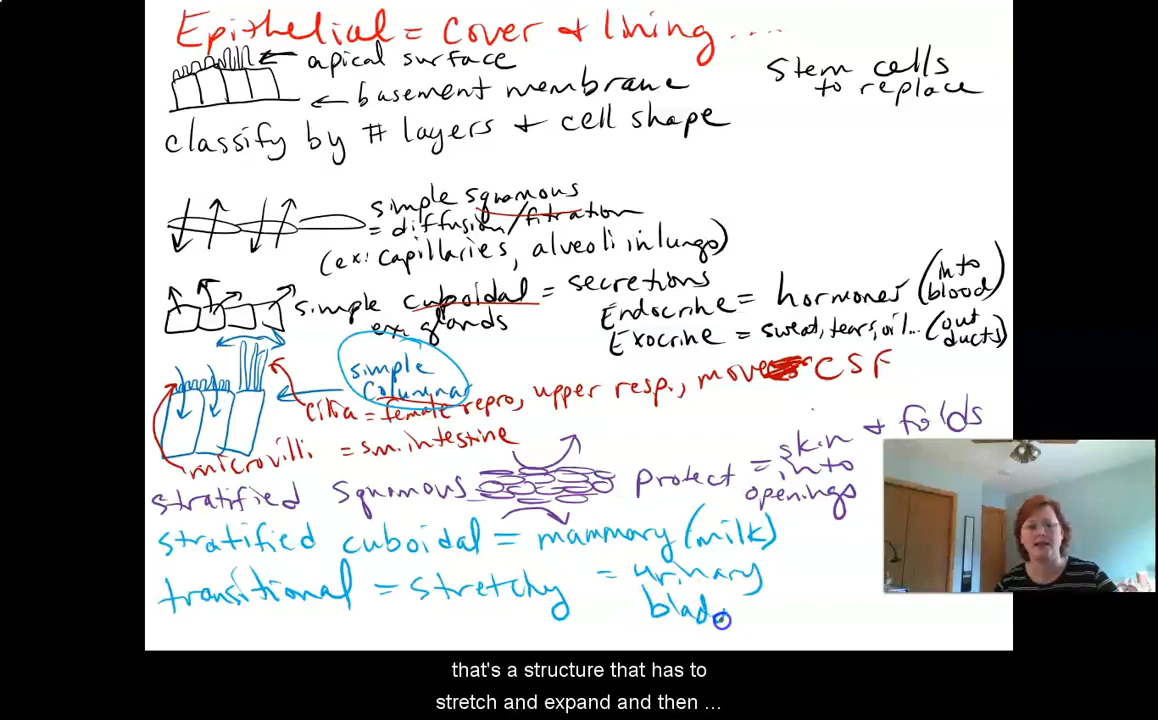 Epithelial = Cover & lining ....
← apical surface
← basement membrane
stem cells
to replace
classify by # layers & cell shape
simple squamous
= diffusion/filtration
(ex: capillaries, alveoli in lungs)
simple cuboidal = secretions
ex: glands
Endocrine = hormones (into
blood)
Exocrine = sweat, tears, oil... (out
ducts)
simple
columnar
cilia = female repro, upper resp., move CSF
microvilli = sm. intestine
stratified squamous
protect = skin & folds
into
openings
stratified cuboidal = mammary (milk)
transitional = stretchy = urinary
blad
that's a structure that has to
stretch and expand and then ...